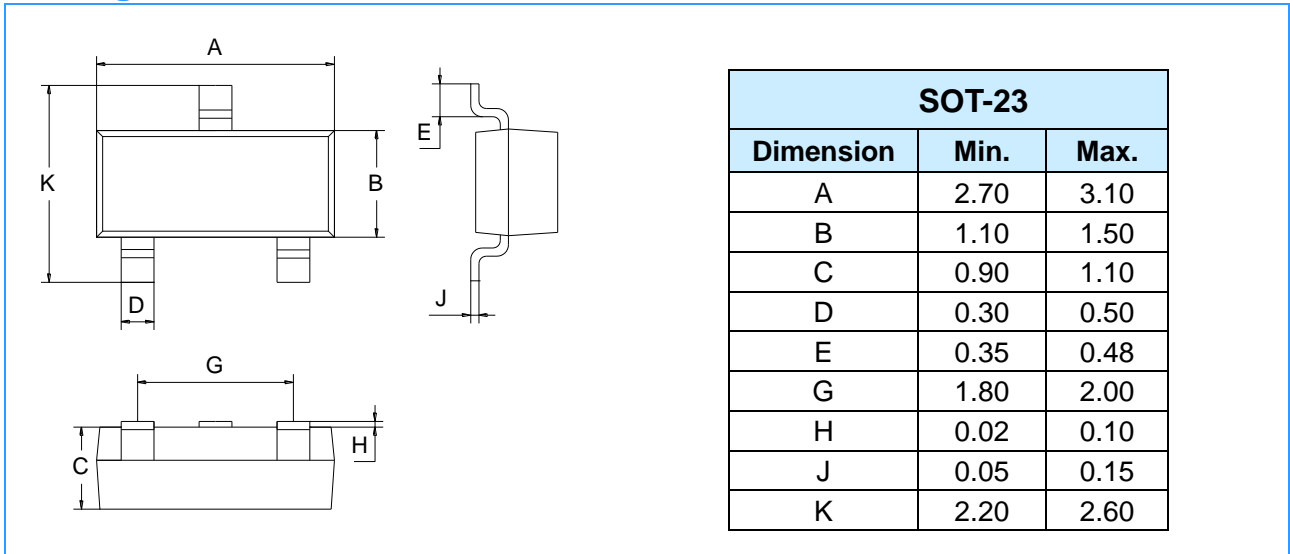 A
K
B
D
E
J
G
C
H
SOT-23
Dimension Min. Max.
A 2.70 3.10
B 1.10 1.50
C 0.90 1.10
D 0.30 0.50
E 0.35 0.48
G 1.80 2.00
H 0.02 0.10
J 0.05 0.15
K 2.20 2.60